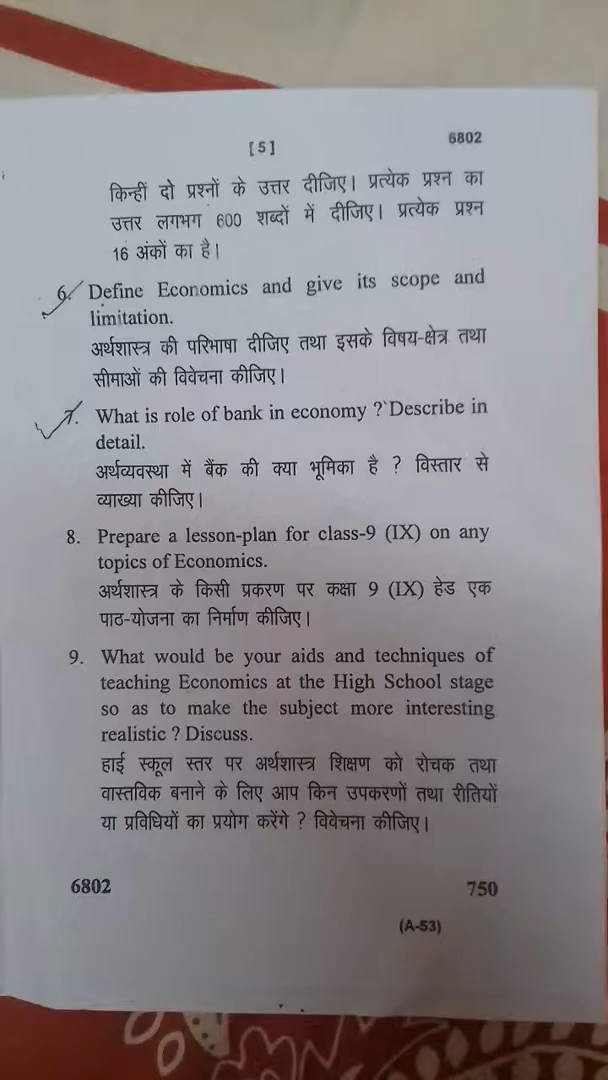 [5]
6802
किन्हीं दो प्रश्नों के उत्तर दीजिए। प्रत्येक प्रश्न का
उत्तर लगभग 600 शब्दों में दीजिए। प्रत्येक प्रश्न
16 अंकों का है।
6. Define Economics and give its scope and
limitation.
अर्थशास्त्र की परिभाषा दीजिए तथा इसके विषय-क्षेत्र तथा
सीमाओं की विवेचना कीजिए।
7. What is role of bank in economy ? Describe in
detail.
अर्थव्यवस्था में बैंक की क्या भूमिका है ? विस्तार से
व्याख्या कीजिए।
8. Prepare a lesson-plan for class-9 (IX) on any
topics of Economics.
अर्थशास्त्र के किसी प्रकरण पर कक्षा 9 (IX) हेड एक
पाठ-योजना का निर्माण कीजिए।
9. What would be your aids and techniques of
teaching Economics at the High School stage
so as to make the subject more interesting
realistic ? Discuss.
हाई स्कूल स्तर पर अर्थशास्त्र शिक्षण को रोचक तथा
वास्तविक बनाने के लिए आप किन उपकरणों तथा रीतियों
या प्रविधियों का प्रयोग करेंगे ? विवेचना कीजिए।
6802
750
(A-53)